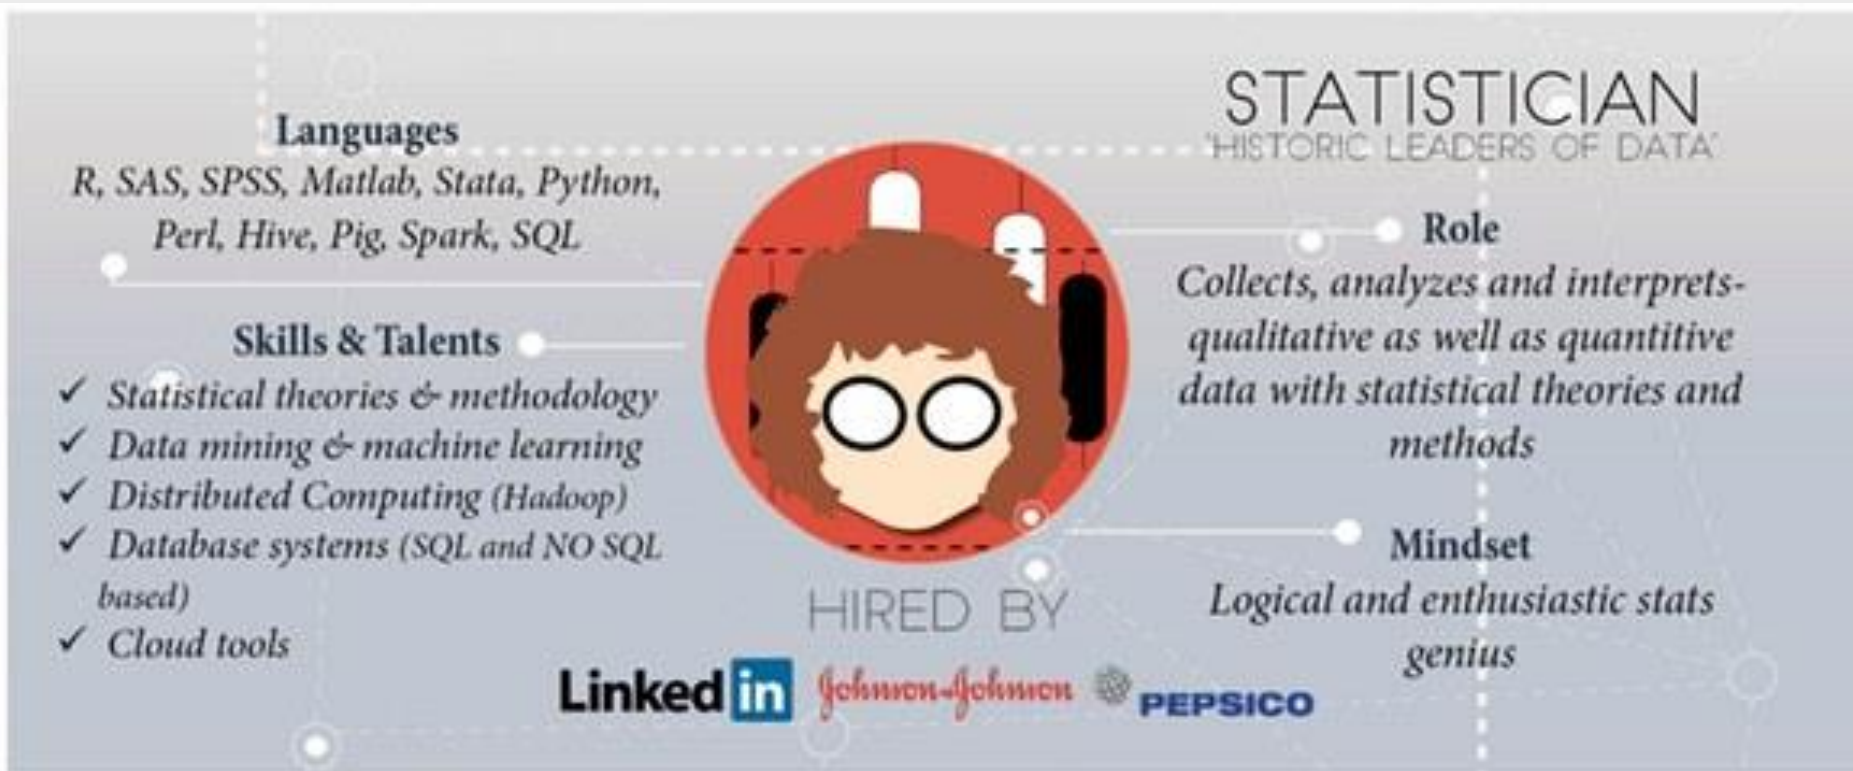 STATISTICIAN
"HISTORIC LEADERS OF DATA"
Languages
R, SAS, SPSS, Matlab, Stata, Python,
Perl, Hive, Pig, Spark, SQL
Skills & Talents
✓ Statistical theories & methodology
✓ Data mining & machine learning
✓ Distributed Computing (Hadoop)
✓ Database systems (SQL and NO SQL
based)
✓ Cloud tools
Role
Collects, analyzes and interprets-
qualitative as well as quantitive
data with statistical theories and
methods
Mindset
Logical and enthusiastic stats
genius
HIRED BY
Linked in Johnson & Johnson PEPSICO